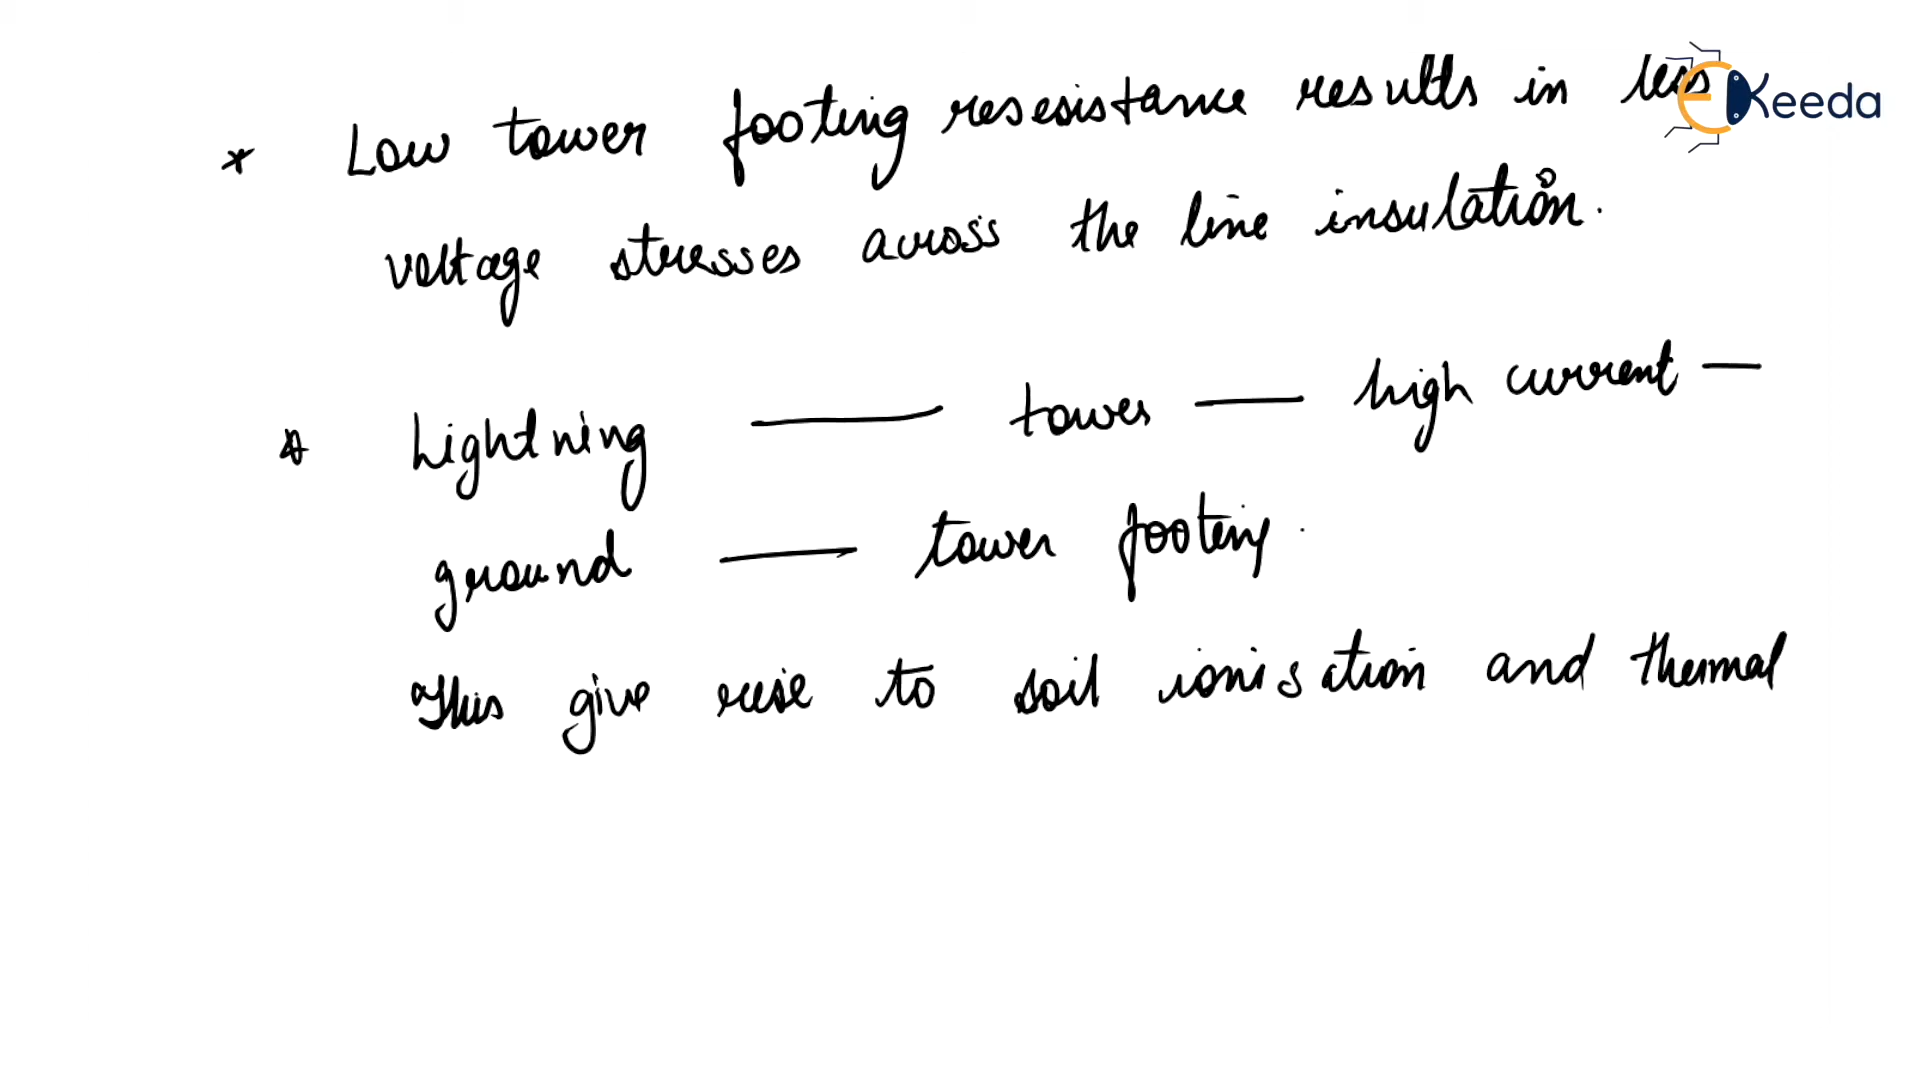 * Low tower footing resesistance results in less
voltage stresses across the line insulation.
* Lightning — tower — high current —
ground — tower footing.
This give rise to soil ionisation and thermal
EKeeda